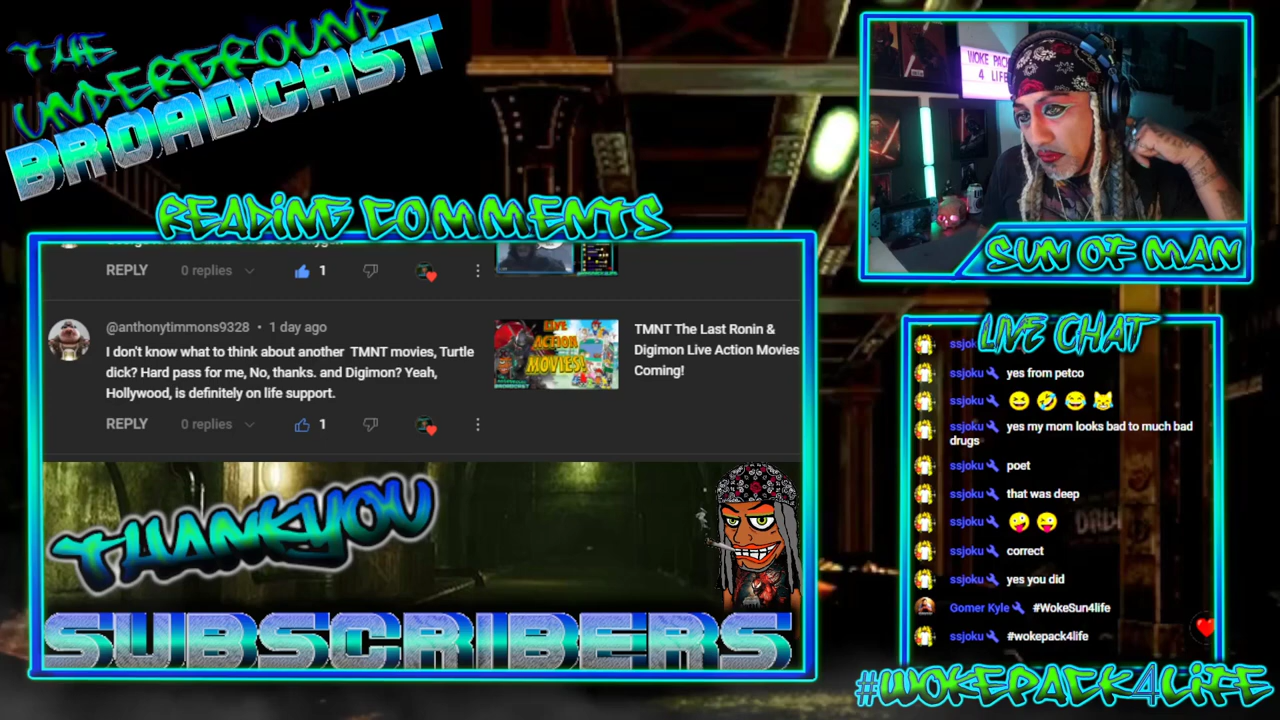 THE
UNDERGROUND
BROADCAST
WOKE PAC
4 LIFE
SUN OF MAN
READING COMMENTS
REPLY 0 replies 1
@anthonytimmons9328 • 1 day ago
I don't know what to think about another TMNT movies, Turtle
dick? Hard pass for me, No, thanks. and Digimon? Yeah,
Hollywood, is definitely on life support.
REPLY 0 replies 1
LIVE
ACTION
MOVIES!
TMNT The Last Ronin &
Digimon Live Action Movies
Coming!
THANKYOU
SUBSCRIBERS
LIVE CHAT
ssjok
ssjoku yes from petco
ssjoku 😆 🤣 😂 😹
ssjoku yes my mom looks bad to much bad
drugs
ssjoku poet
ssjoku that was deep
ssjoku 🤪 😜
ssjoku correct
ssjoku yes you did
Gomer Kyle #WokeSun4life
ssjoku #wokepack4life
#WOKEPACK4LIFE